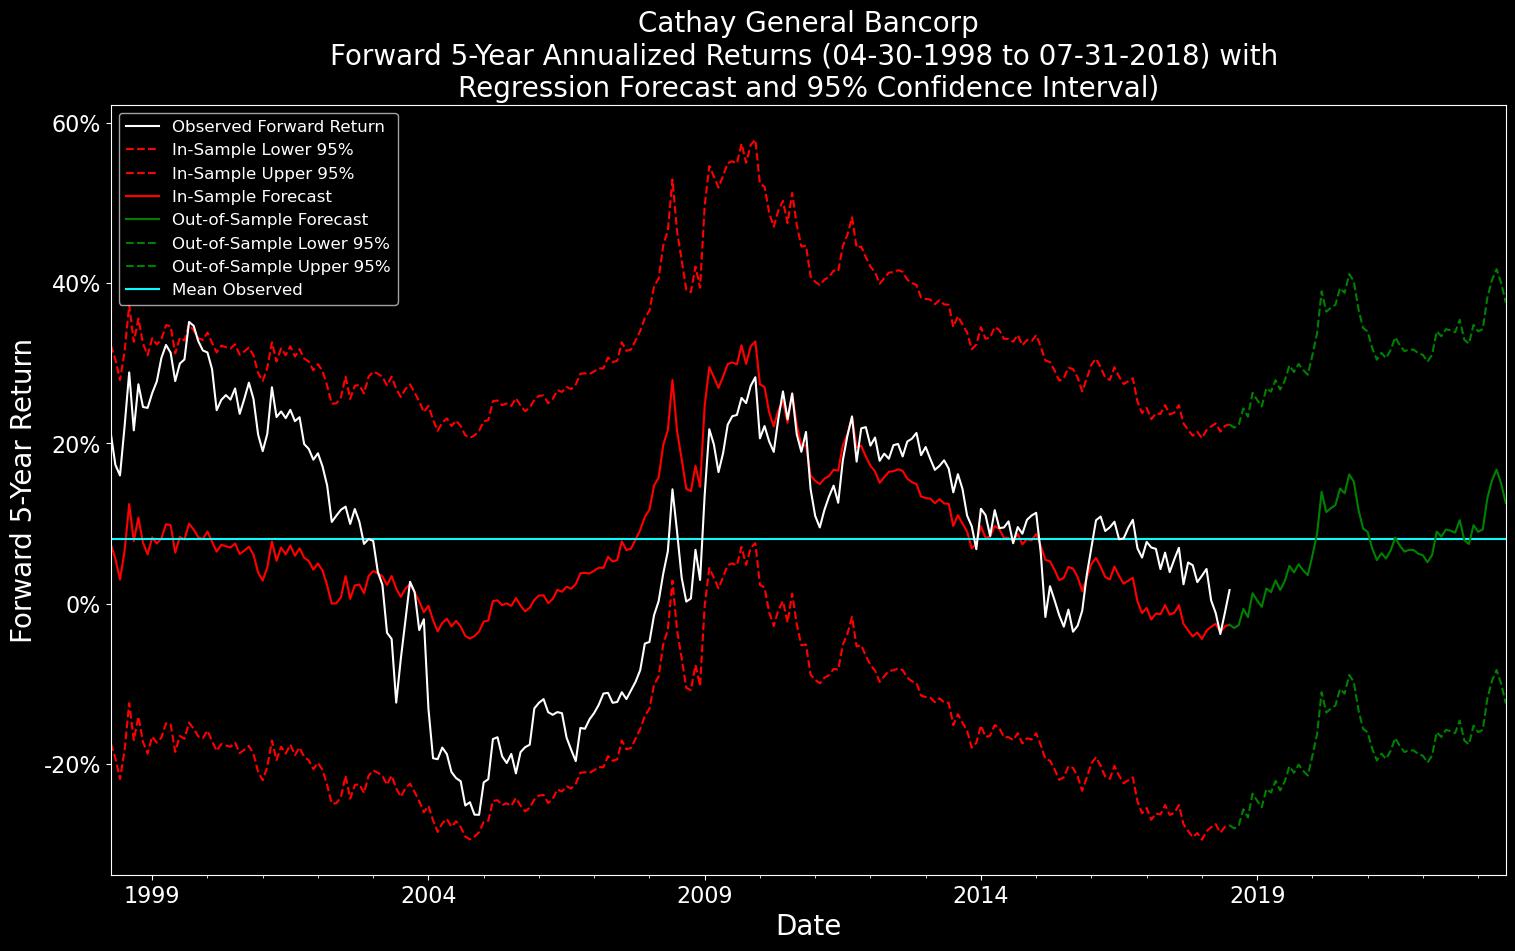 Cathay General Bancorp
Forward 5-Year Annualized Returns (04-30-1998 to 07-31-2018) with
Regression Forecast and 95% Confidence Interval)
60%
40%
20%
0%
-20%
Forward 5-Year Return
Observed Forward Return
In-Sample Lower 95%
In-Sample Upper 95%
In-Sample Forecast
Out-of-Sample Forecast
Out-of-Sample Lower 95%
Out-of-Sample Upper 95%
Mean Observed
1999
2004
2009
2014
2019
Date